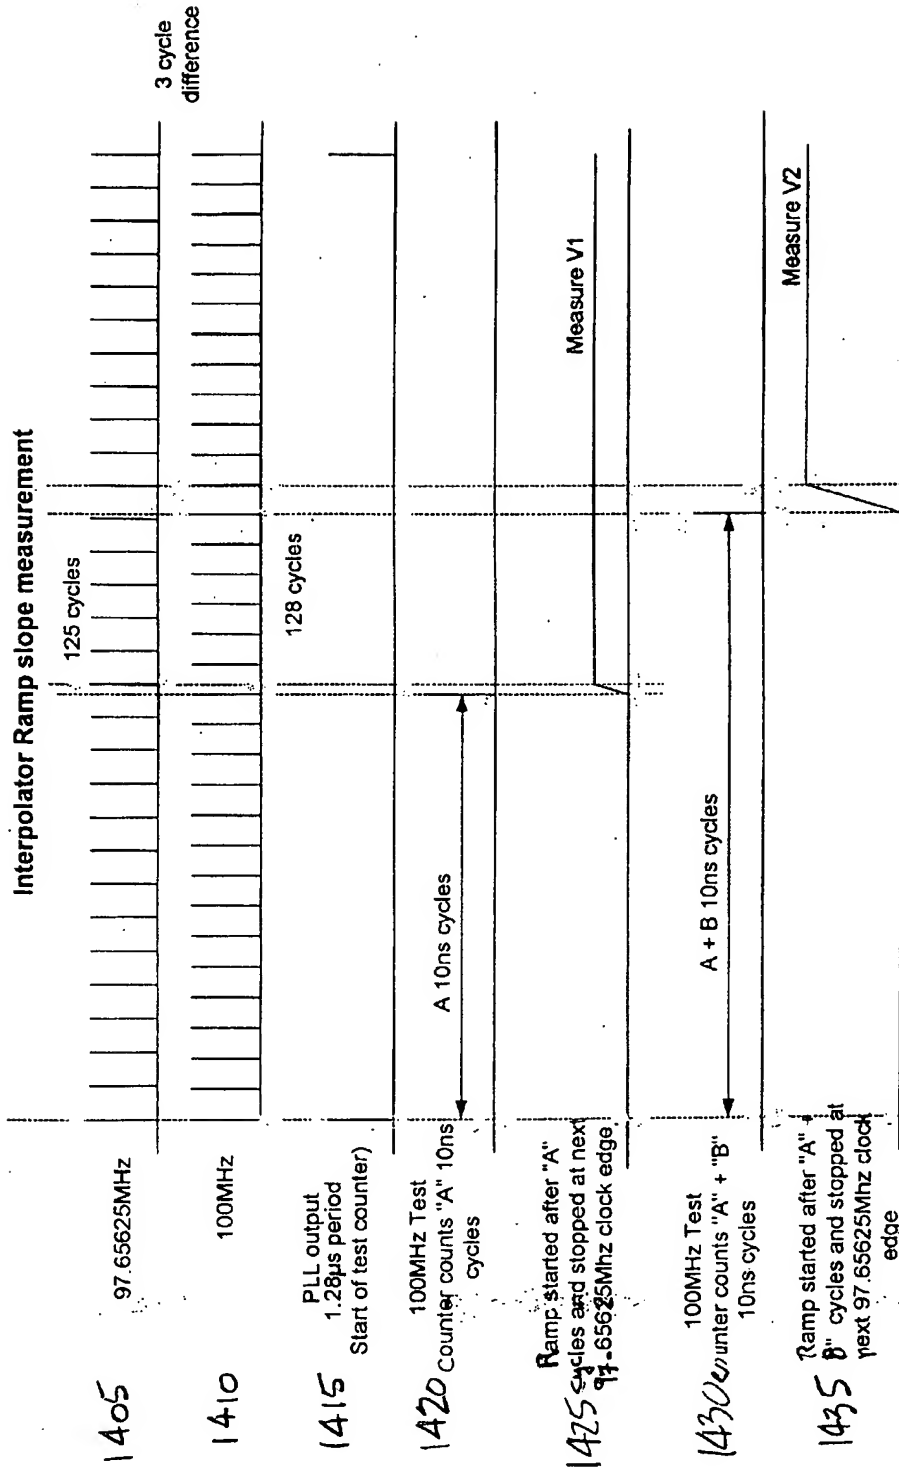 Interpolator Ramp slope measurement
1405
97.65625MHz
125 cycles
3 cycle
difference
1410
100MHz
128 cycles
1415
PLL output
1.28µs period
Start of test counter)
1420
100MHz Test
Counter counts "A" 10ns
cycles
A 10ns cycles
1425
Ramp started after "A"
cycles and stopped at next
97.65625Mhz clock edge
Measure V1
1430
100MHz Test
counter counts "A" + "B"
10ns cycles
A + B 10ns cycles
1435
Ramp started after "A" +
B" cycles and stopped at
next 97.65625Mhz clock
edge
Measure V2